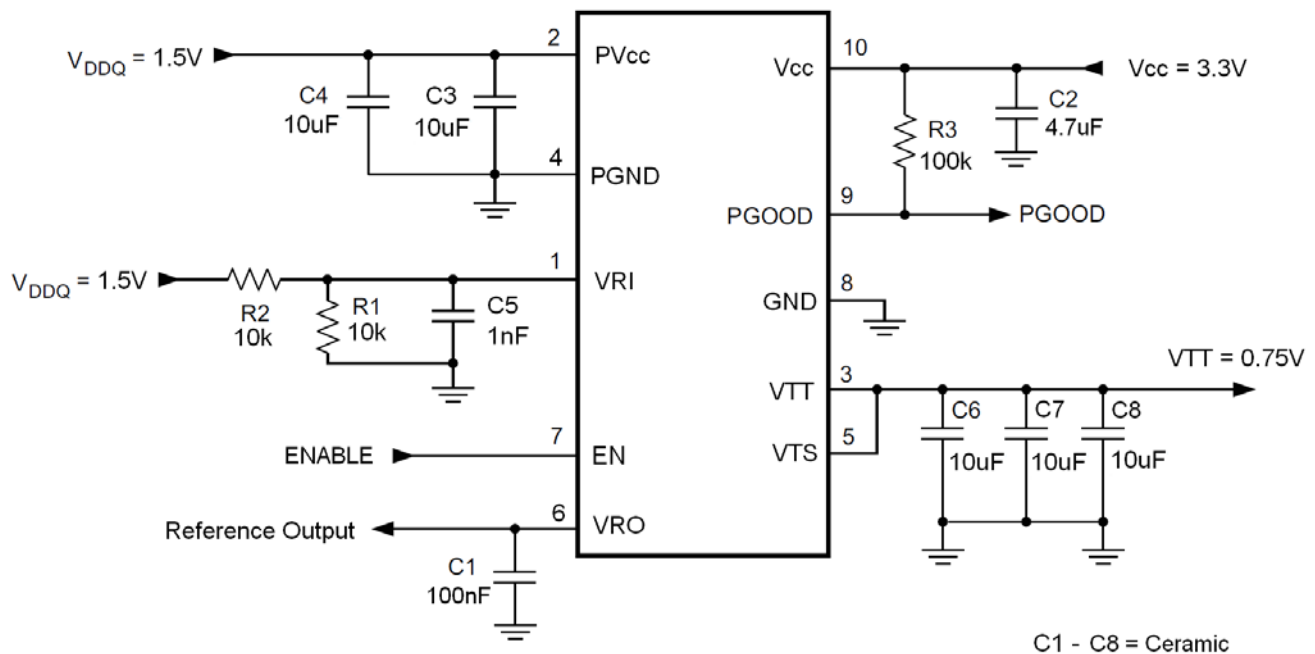 V_DDQ = 1.5V
2
PVcc
C4
10uF
C3
10uF
4
PGND
V_DDQ = 1.5V
R2
10k
R1
10k
C5
1nF
1
VRI
ENABLE
7
EN
Reference Output
6
VRO
C1
100nF
10
Vcc
Vcc = 3.3V
R3
100k
C2
4.7uF
9
PGOOD
PGOOD
8
GND
VTT = 0.75V
3
VTT
5
VTS
C6
10uF
C7
10uF
C8
10uF
C1 - C8 = Ceramic